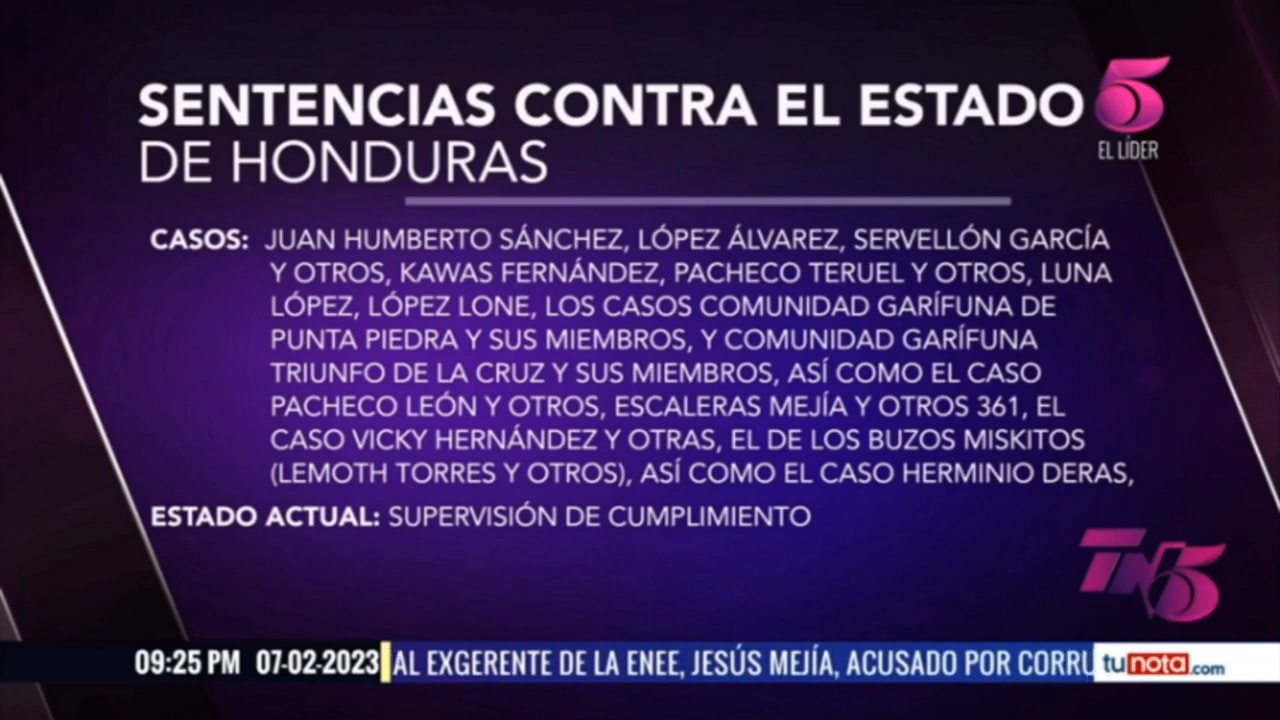 SENTENCIAS CONTRA EL ESTADO
DE HONDURAS
5
EL LÍDER
CASOS: JUAN HUMBERTO SÁNCHEZ, LÓPEZ ÁLVAREZ, SERVELLÓN GARCÍA
Y OTROS, KAWAS FERNÁNDEZ, PACHECO TERUEL Y OTROS, LUNA
LÓPEZ, LÓPEZ LONE, LOS CASOS COMUNIDAD GARÍFUNA DE
PUNTA PIEDRA Y SUS MIEMBROS, Y COMUNIDAD GARÍFUNA
TRIUNFO DE LA CRUZ Y SUS MIEMBROS, ASÍ COMO EL CASO
PACHECO LEÓN Y OTROS, ESCALERAS MEJÍA Y OTROS 361, EL
CASO VICKY HERNÁNDEZ Y OTRAS, EL DE LOS BUZOS MISKITOS
(LEMOTH TORRES Y OTROS), ASÍ COMO EL CASO HERMINIO DERAS,
ESTADO ACTUAL: SUPERVISIÓN DE CUMPLIMIENTO
TN5
09:25 PM 07-02-2023 AL EXGERENTE DE LA ENEE, JESÚS MEJÍA, ACUSADO POR CORRU tunota.com